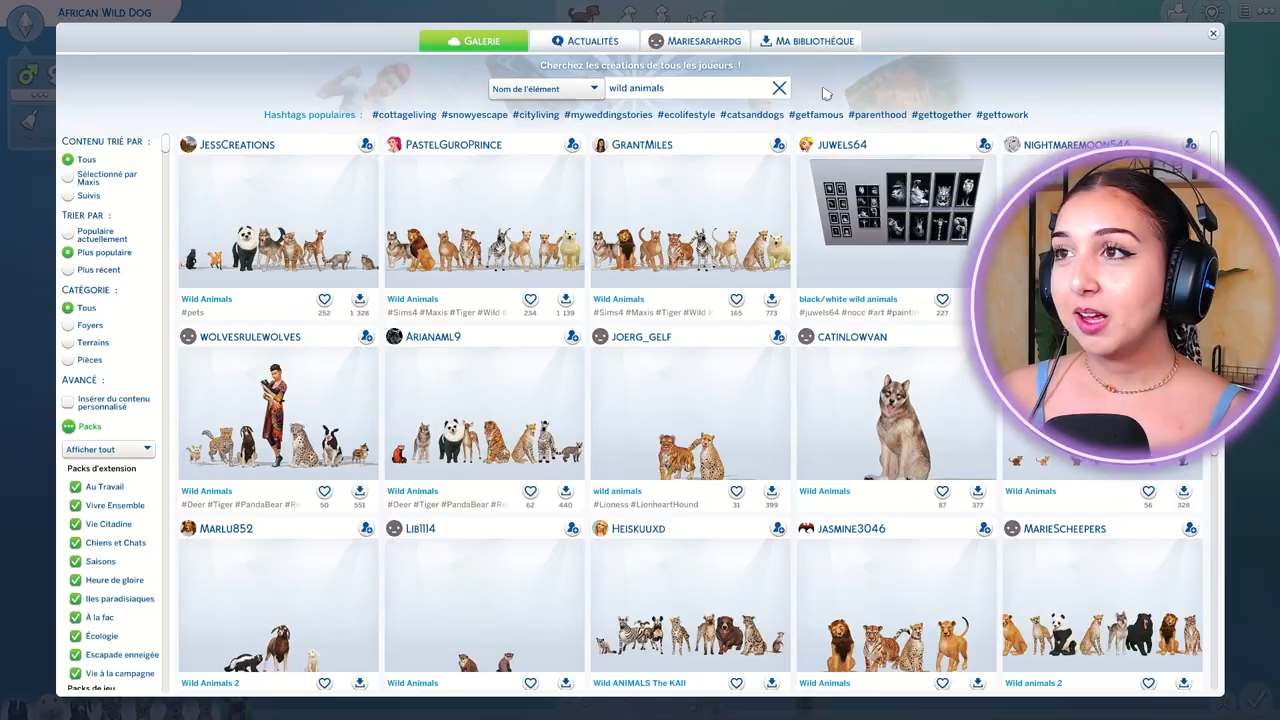 AFRICAN WILD DOG
GALERIE
ACTUALITÉS
MARIESARAHRDG
MA BIBLIOTHÈQUE
Cherchez les créations de tous les joueurs !
Nom de l'élément
wild animals
Hashtags populaires : #cottageliving #snowyescape #cityliving #myweddingstories #ecolifestyle #catsanddogs #getfamous #parenthood #gettogether #gettowork
CONTENU TRIÉ PAR :
Tous
Sélectionné par
Maxis
Suivis
TRIER PAR :
Populaire
actuellement
Plus populaire
Plus récent
CATÉGORIE :
Tous
Foyers
Terrains
Pièces
AVANCÉ :
Insérer du contenu
personnalisé
Packs
Afficher tout
Packs d'extension
Au Travail
Vivre Ensemble
Vie Citadine
Chiens et Chats
Saisons
Heure de gloire
Iles paradisiaques
À la fac
Écologie
Escapade enneigée
Vie à la campagne
Packs de jeu
JESSCREATIONS
Wild Animals
#pets
252
1 328
PASTELGUROPRINCE
Wild Animals
#Sims4 #Maxis #Tiger #Wild
234
1 139
GRANTMILES
Wild Animals
#Sims4 #Maxis #Tiger #Wild #
165
773
JUWELS64
black/white wild animals
#juwels64 #nocc #art #paintin
227
NIGHTMAREMOON546
WOLVESRULEWOLVES
Wild Animals
#Deer #Tiger #PandaBear #Re
50
551
ARIANAML9
Wild Animals
#Deer #Tiger #PandaBear #Re
62
440
JOERG_GELF
wild animals
#Lioness #LionheartHound
31
399
CATINLOWVAN
Wild Animals
87
377
Wild Animals
56
328
MARLU852
Wild Animals 2
LIB1114
Wild Animals
HEISKUUXD
Wild ANIMALS The KAII
JASMINE3046
Wild Animals
MARIESCHEEPERS
Wild animals 2